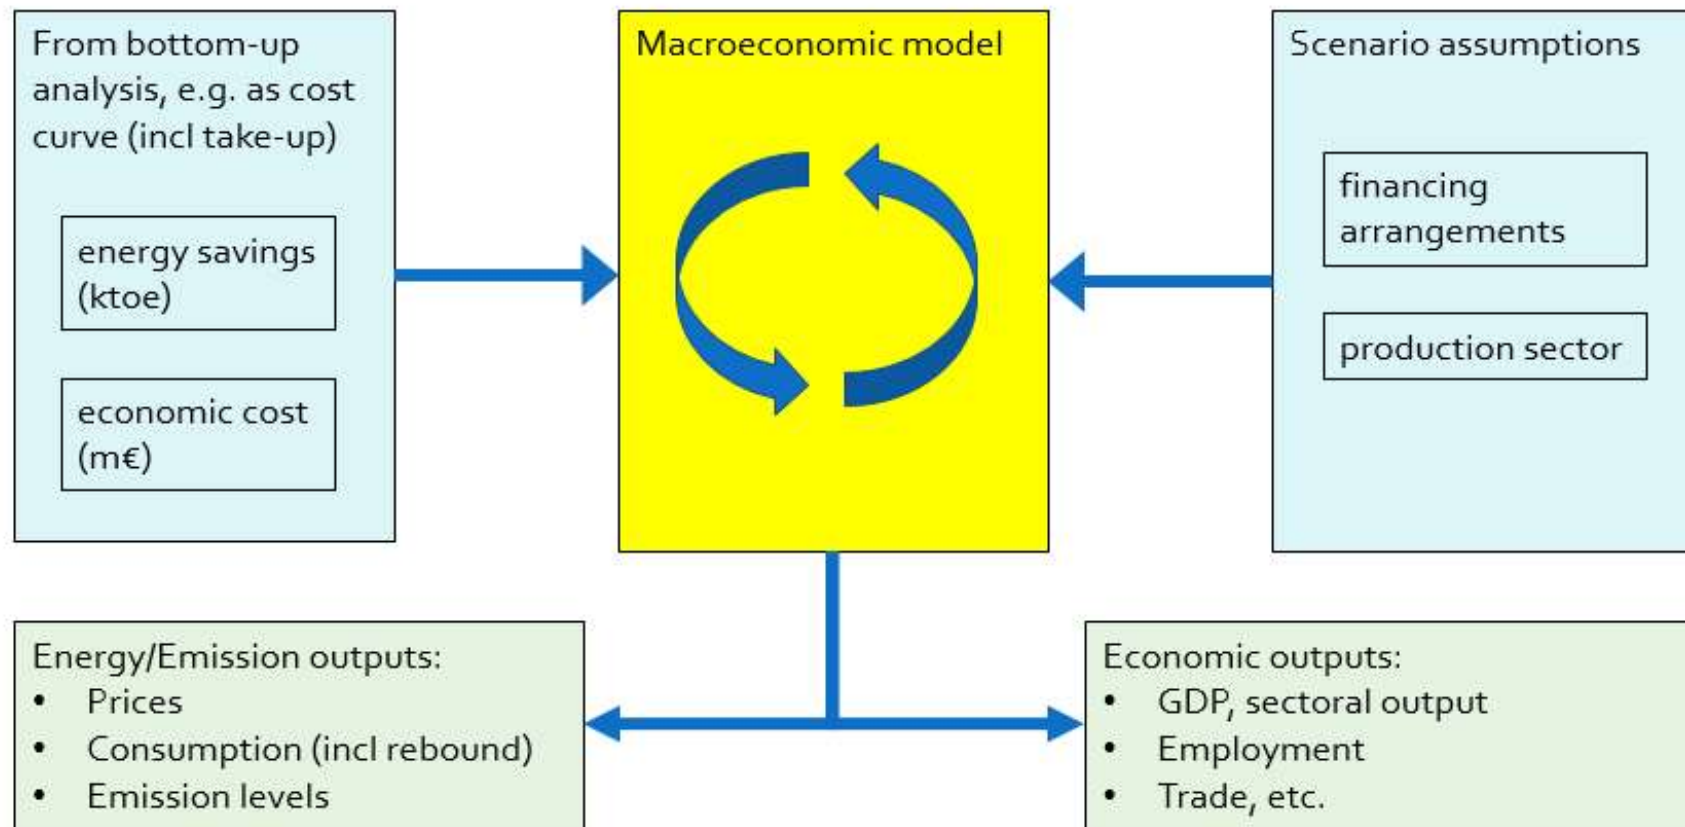 From bottom-up
analysis, e.g. as cost
curve (incl take-up)
energy savings
(ktoe)
economic cost
(m€)
Macroeconomic model
Scenario assumptions
financing
arrangements
production sector
Energy/Emission outputs:
• Prices
• Consumption (incl rebound)
• Emission levels
Economic outputs:
• GDP, sectoral output
• Employment
• Trade, etc.